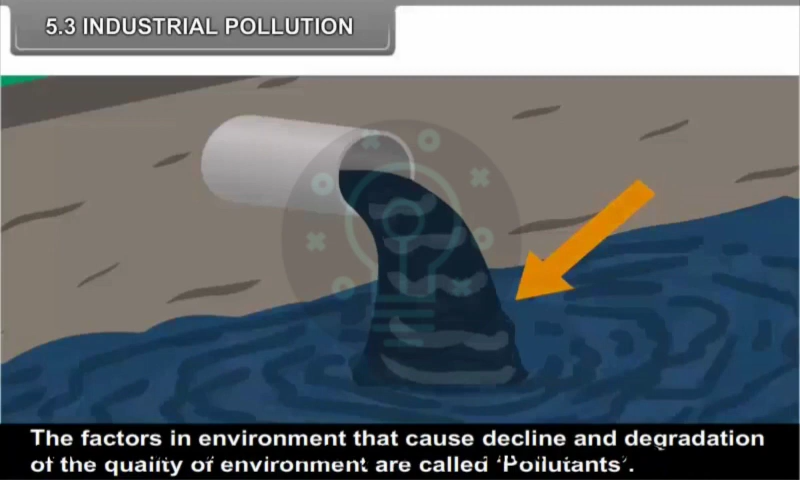 5.3 INDUSTRIAL POLLUTION
The factors in environment that cause decline and degradation
of the quality of environment are called 'Pollutants'.